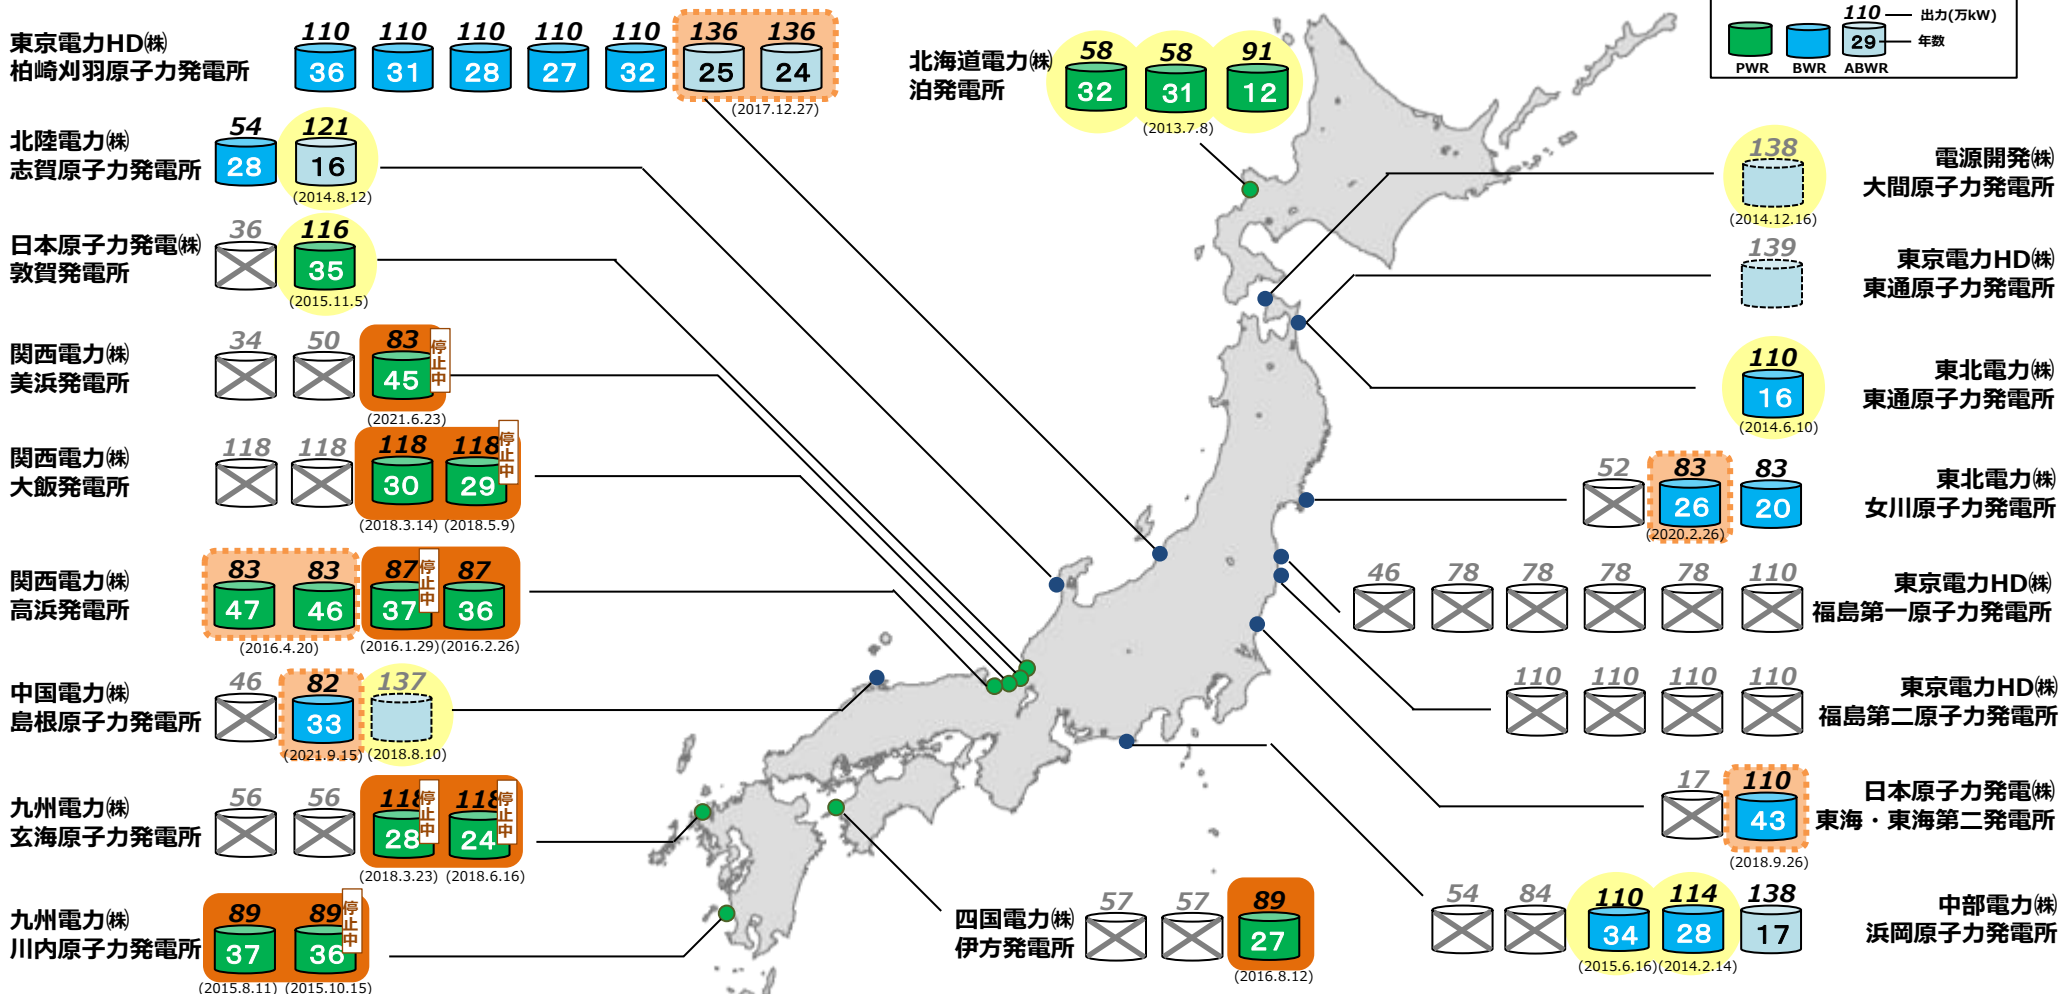 東京電力HD㈱
柏崎刈羽原子力発電所
110 110 110 110 110 136 136
36 31 28 27 32 25 24
(2017.12.27)
北陸電力㈱
志賀原子力発電所
54 121
28 16
(2014.8.12)
日本原子力発電㈱
敦賀発電所
36 116
35
(2015.11.5)
関西電力㈱
美浜発電所
34 50 83
45
停止中
(2021.6.23)
関西電力㈱
大飯発電所
118 118 118 118
30 29
停止中
(2018.3.14) (2018.5.9)
関西電力㈱
高浜発電所
83 83 87 87
47 46 37 36
停止中
(2016.4.20)
(2016.1.29) (2016.2.26)
中国電力㈱
島根原子力発電所
46 82 137
33
(2021.9.15) (2018.8.10)
九州電力㈱
玄海原子力発電所
56 56 118 118
28 24
停止中
停止中
(2018.3.23) (2018.6.16)
九州電力㈱
川内原子力発電所
89 89
37 36
停止中
(2015.8.11) (2015.10.15)
北海道電力㈱
泊発電所
58 58 91
32 31 12
(2013.7.8)
110 出力(万kW)
29 年数
PWR BWR ABWR
138
電源開発㈱
大間原子力発電所
(2014.12.16)
139
東京電力HD㈱
東通原子力発電所
110
16
東北電力㈱
東通原子力発電所
(2014.6.10)
52 83 83
26 20
東北電力㈱
女川原子力発電所
(2020.2.26)
46 78 78 78 78 110
東京電力HD㈱
福島第一原子力発電所
110 110 110 110
東京電力HD㈱
福島第二原子力発電所
17 110
43
日本原子力発電㈱
東海・東海第二発電所
(2018.9.26)
54 84 110 114 138
34 28 17
中部電力㈱
浜岡原子力発電所
(2015.6.16) (2014.2.14)
四国電力㈱
伊方発電所
57 57 89
27
(2016.8.12)